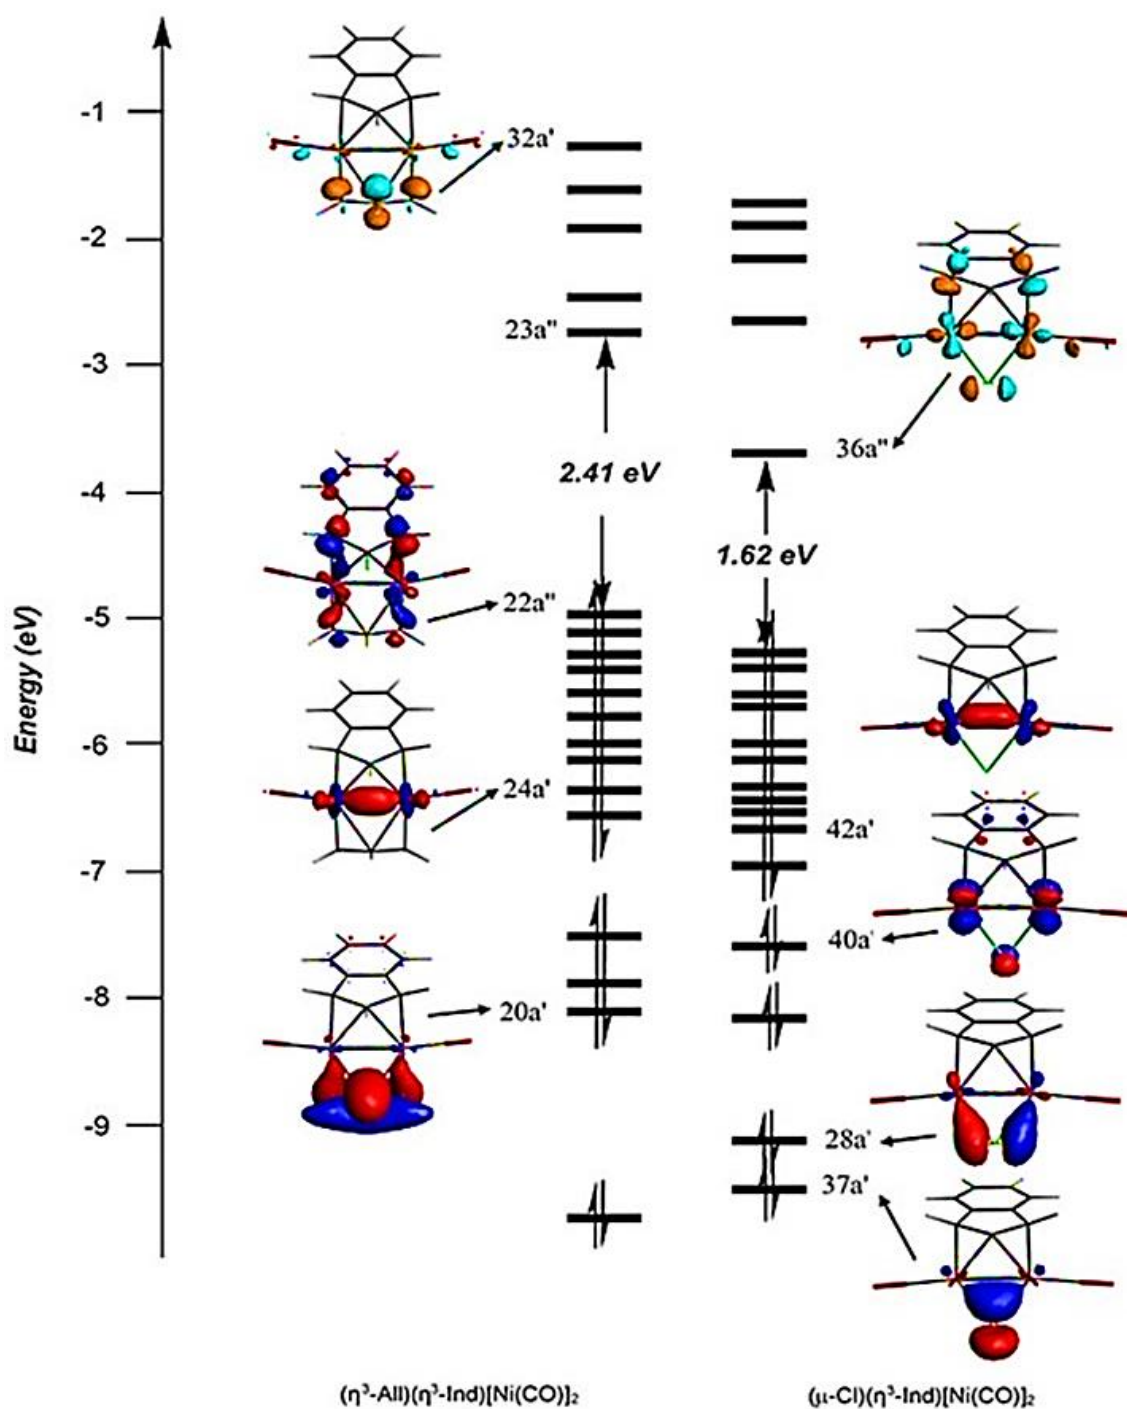 -1
32a'
-2
23a"
-3
2.41 eV
36a"
-4
1.62 eV
Energy (eV)
-5
22a"
-6
24a'
42a'
-7
40a'
-8
20a'
-9
28a'
37a'
(η³-All)(η³-Ind)[Ni(CO)]₂
(μ-Cl)(η³-Ind)[Ni(CO)]₂